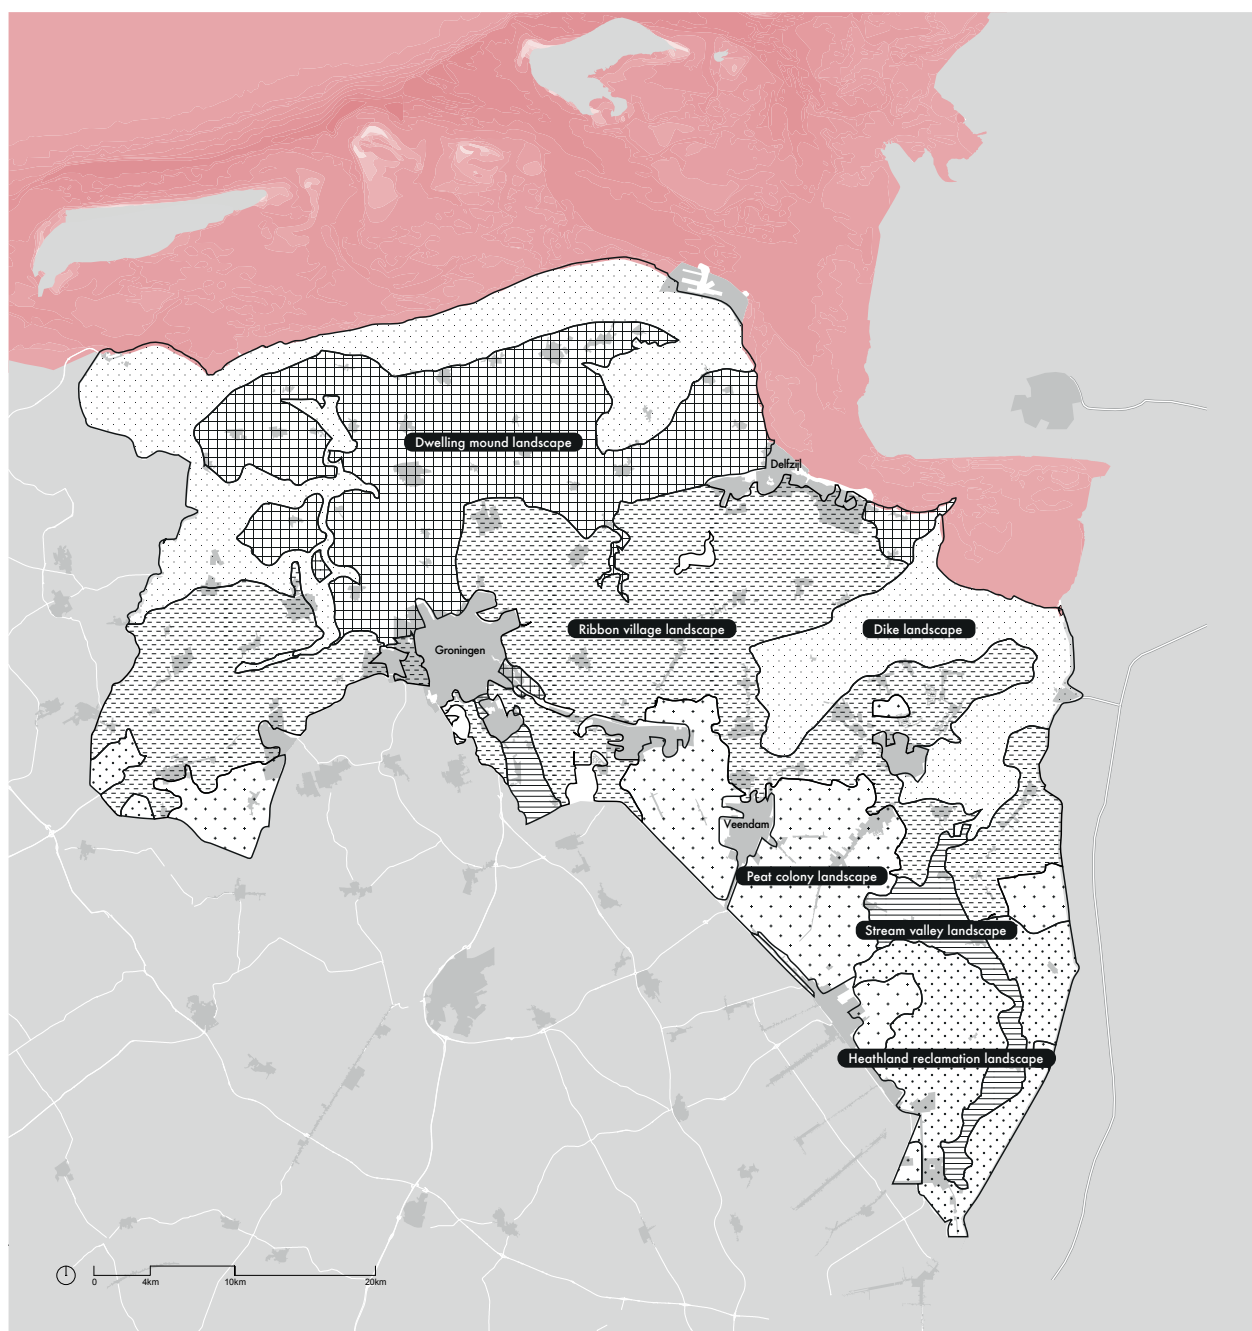 Dwelling mound landscape
Delfzijl
Ribbon village landscape
Dike landscape
Groningen
Veendam
Peat colony landscape
Stream valley landscape
Heathland reclamation landscape
0 4km 10km 20km